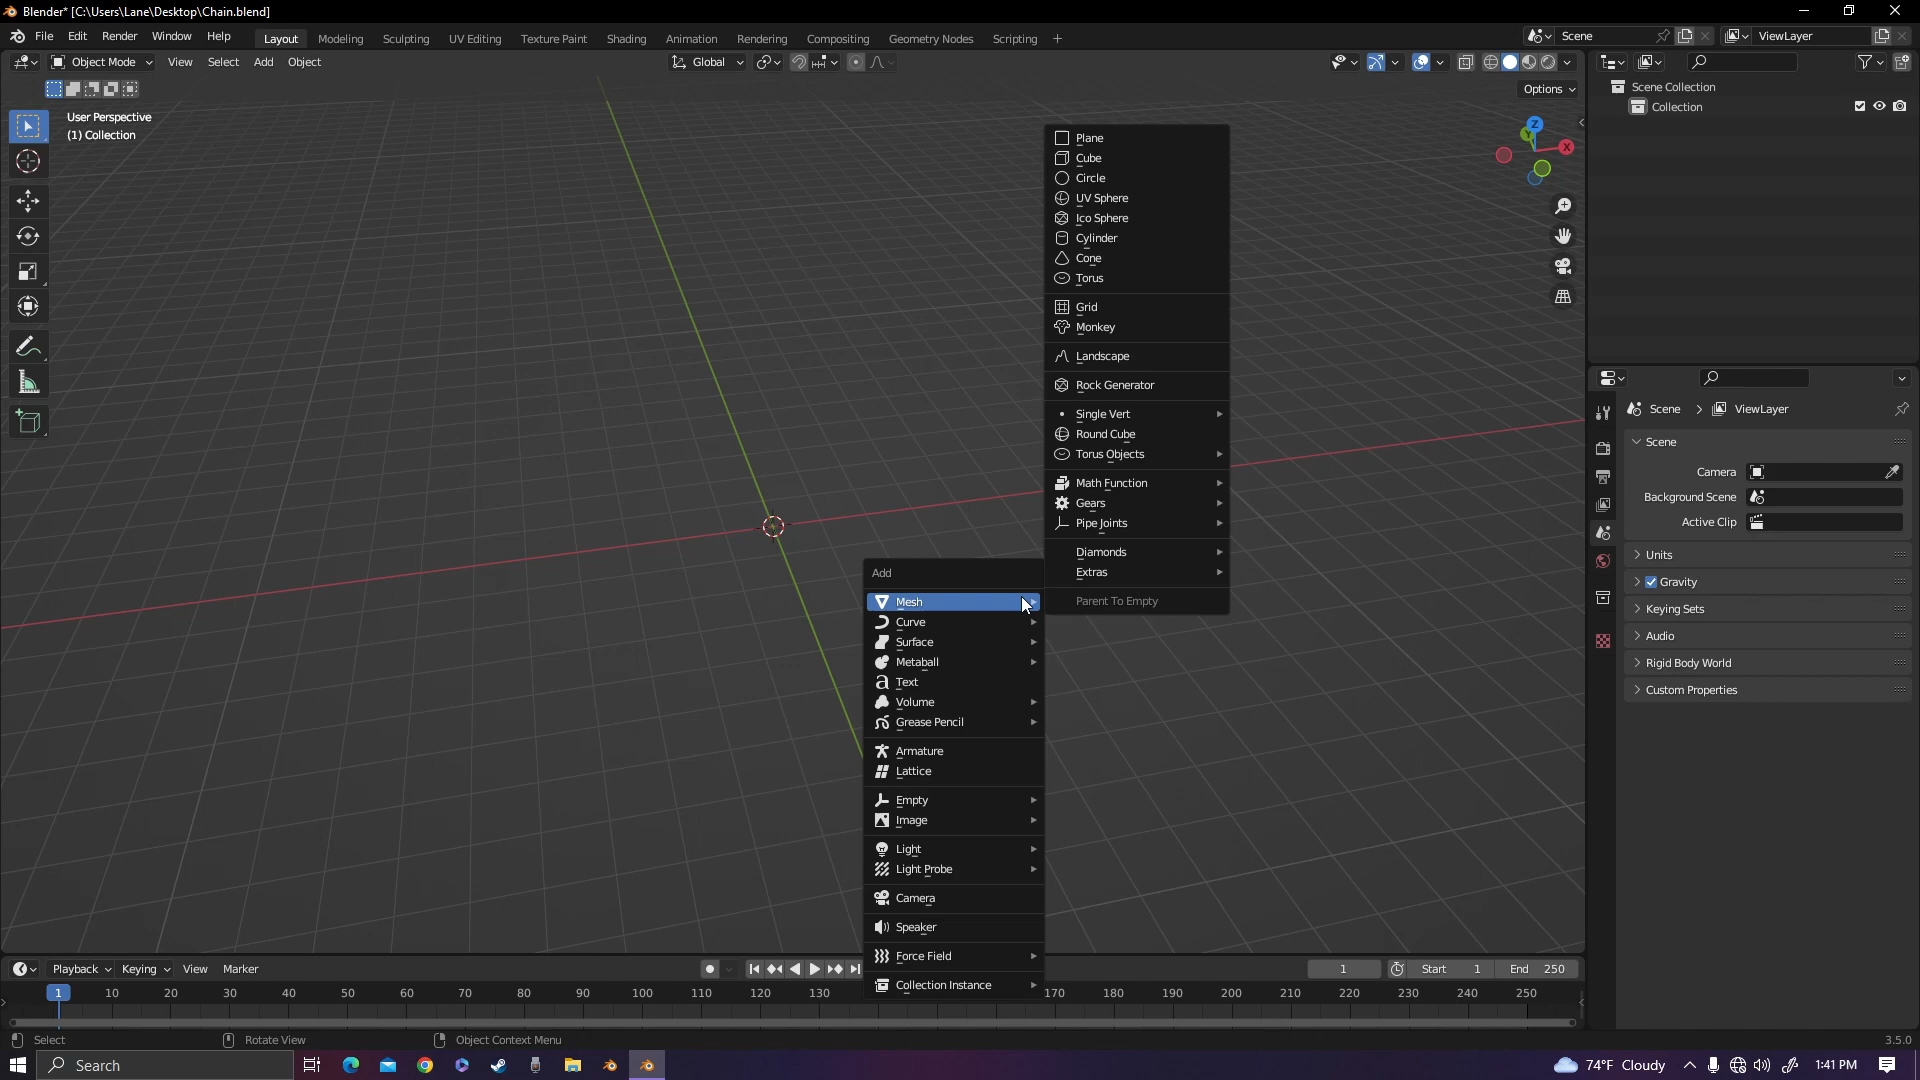 Blender* [C:\Users\Lane\Desktop\Chain.blend]
File Edit Render Window Help Layout Modeling Sculpting UV Editing Texture Paint Shading Animation Rendering Compositing Geometry Nodes Scripting + Scene ViewLayer
Object Mode View Select Add Object Global
Options
User Perspective
(1) Collection
Z
Y
X
Scene Collection
Collection
Plane
Cube
Circle
UV Sphere
Ico Sphere
Cylinder
Cone
Torus
Grid
Monkey
Landscape
Rock Generator
Single Vert
Round Cube
Torus Objects
Math Function
Gears
Pipe Joints
Diamonds
Extras
Parent To Empty
Add
Mesh
Curve
Surface
Metaball
Text
Volume
Grease Pencil
Armature
Lattice
Empty
Image
Light
Light Probe
Camera
Speaker
Force Field
Collection Instance
Scene > ViewLayer
Scene
Camera
Background Scene
Active Clip
Units
Gravity
Keying Sets
Audio
Rigid Body World
Custom Properties
Playback Keying View Marker 1 Start 1 End 250
1 10 20 30 40 50 60 70 80 90 100 110 120 130 170 180 190 200 210 220 230 240 250
Select Rotate View Object Context Menu 3.5.0
Search 74°F Cloudy 1:41 PM